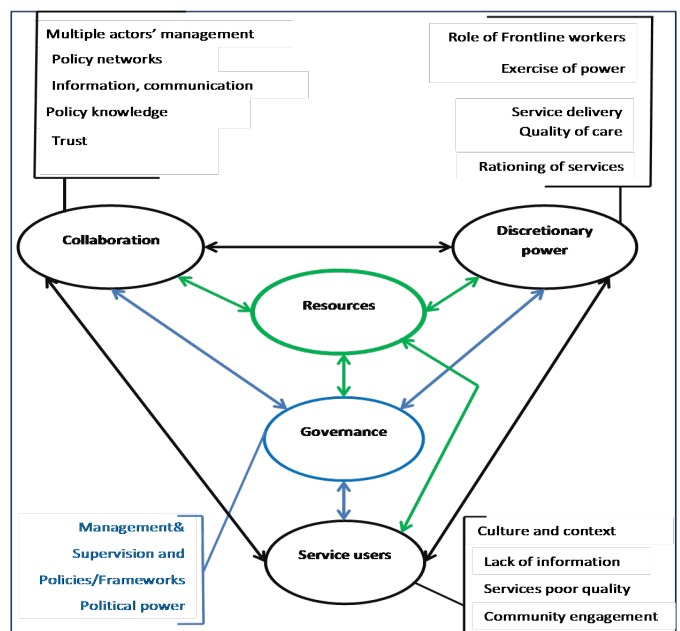 Multiple actors’ management
Policy networks
Information, communication
Policy knowledge
Trust
Role of Frontline workers
Exercise of power
Service delivery
Quality of care
Rationing of services
Collaboration
Discretionary
power
Resources
Governance
Service users
Management&
Supervision and
Policies/Frameworks
Political power
Culture and context
Lack of information
Services poor quality
Community engagement